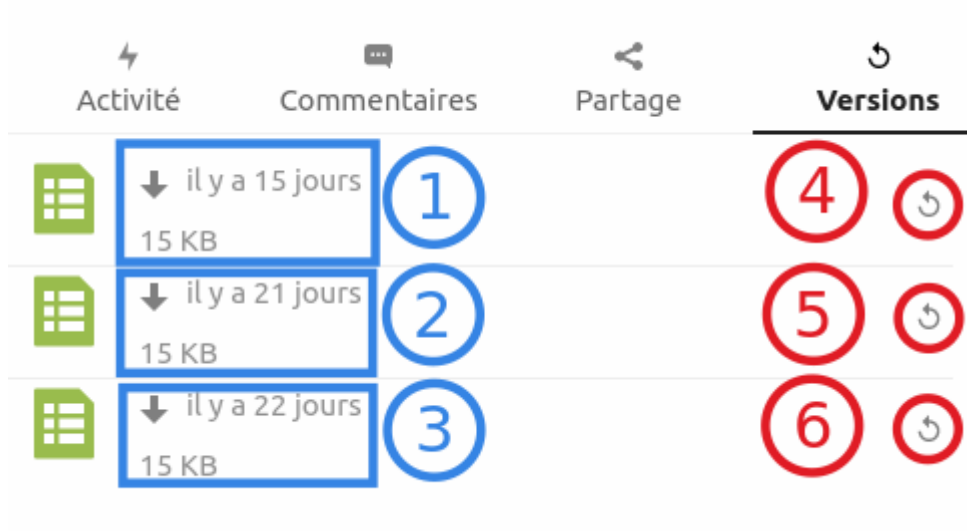 Activité Commentaires Partage Versions
il y a 15 jours 1 4
15 KB
il y a 21 jours 2 5
15 KB
il y a 22 jours 3 6
15 KB